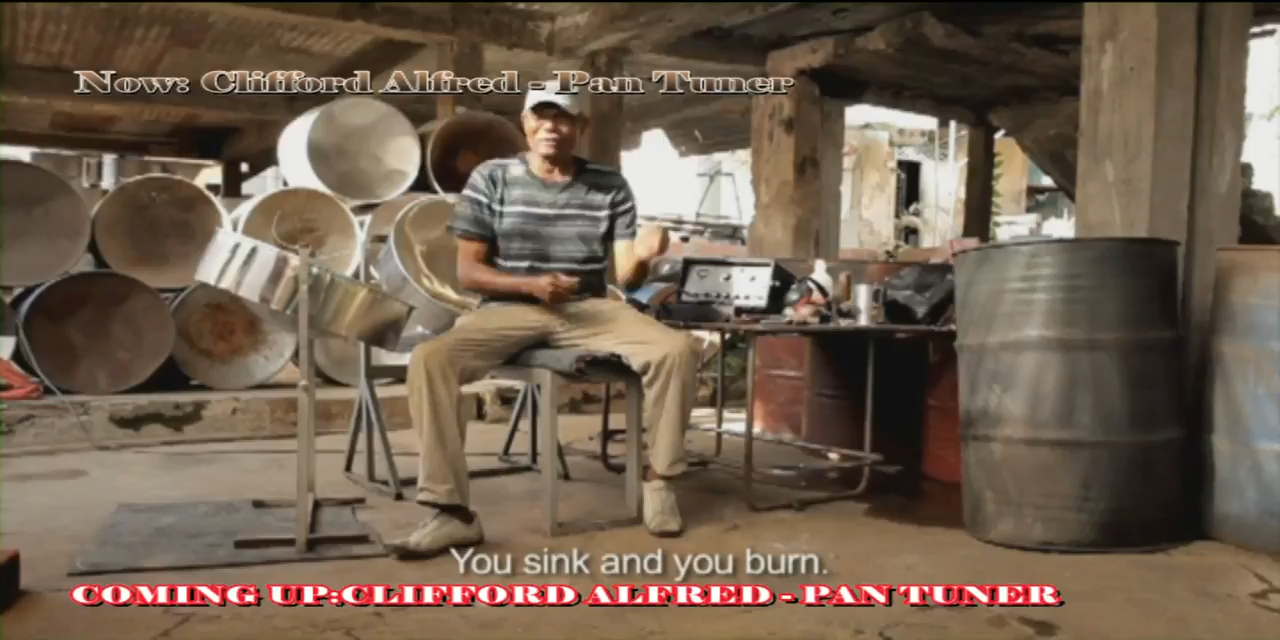 Now: Clifford Alfred - Pan Tuner
You sink and you burn.
COMING UP:CLIFFORD ALFRED - PAN TUNER